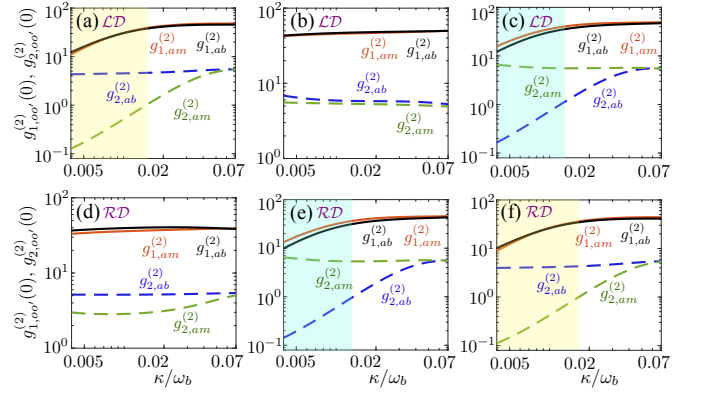 g^{(2)}_{1,oo'}(0), g^{(2)}_{2,oo'}(0)
10^2
10^1
10^0
10^{-1}
(a) LD
g^{(2)}_{1,am} g^{(2)}_{1,ab}
g^{(2)}_{2,ab}
g^{(2)}_{2,am}
0.005 0.02 0.07
10^2
10^1
10^0
(b) LD
g^{(2)}_{1,am} g^{(2)}_{1,ab}
g^{(2)}_{2,ab}
g^{(2)}_{2,am}
0.005 0.02 0.07
10^2
10^1
10^0
10^{-1}
(c) LD
g^{(2)}_{1,ab} g^{(2)}_{1,am}
g^{(2)}_{2,am}
g^{(2)}_{2,ab}
0.005 0.02 0.07
g^{(2)}_{1,oo'}(0), g^{(2)}_{2,oo'}(0)
10^2
10^1
10^0
(d) RD
g^{(2)}_{1,am} g^{(2)}_{1,ab}
g^{(2)}_{2,ab}
g^{(2)}_{2,am}
0.005 0.02 0.07
κ/ω_b
10^2
10^1
10^0
10^{-1}
(e) RD
g^{(2)}_{1,ab} g^{(2)}_{1,am}
g^{(2)}_{2,am}
g^{(2)}_{2,ab}
0.005 0.02 0.07
κ/ω_b
10^2
10^1
10^0
10^{-1}
(f) RD
g^{(2)}_{1,am} g^{(2)}_{1,ab}
g^{(2)}_{2,ab}
g^{(2)}_{2,am}
0.005 0.02 0.07
κ/ω_b